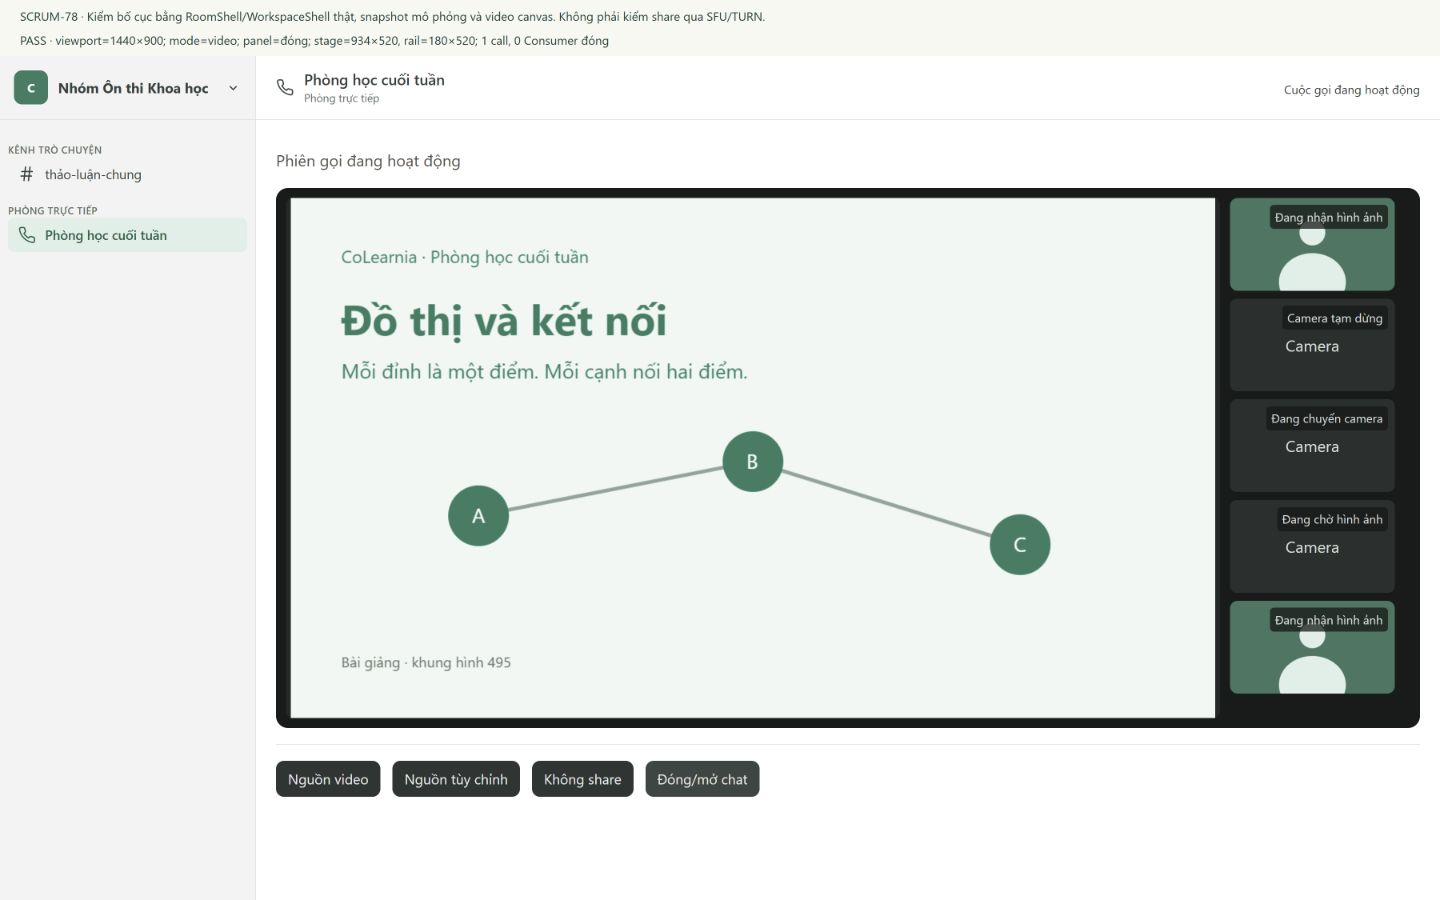 SCRUM-78 · Kiểm bố cục bằng RoomShell/WorkspaceShell thật, snapshot mô phỏng và video canvas. Không phải kiểm share qua SFU/TURN.
PASS · viewport=1440×900; mode=video; panel=đóng; stage=934×520, rail=180×520; 1 call, 0 Consumer đóng
C
Nhóm Ôn thi Khoa học
KÊNH TRÒ CHUYỆN
# thảo-luận-chung
PHÒNG TRỰC TIẾP
Phòng học cuối tuần
Phòng học cuối tuần
Phòng trực tiếp
Cuộc gọi đang hoạt động
Phiên gọi đang hoạt động
CoLearnia · Phòng học cuối tuần
Đồ thị và kết nối
Mỗi đỉnh là một điểm. Mỗi cạnh nối hai điểm.
A
B
C
Bài giảng · khung hình 495
Đang nhận hình ảnh
Camera tạm dừng
Camera
Đang chuyển camera
Camera
Đang chờ hình ảnh
Camera
Đang nhận hình ảnh
Nguồn video
Nguồn tùy chỉnh
Không share
Đóng/mở chat